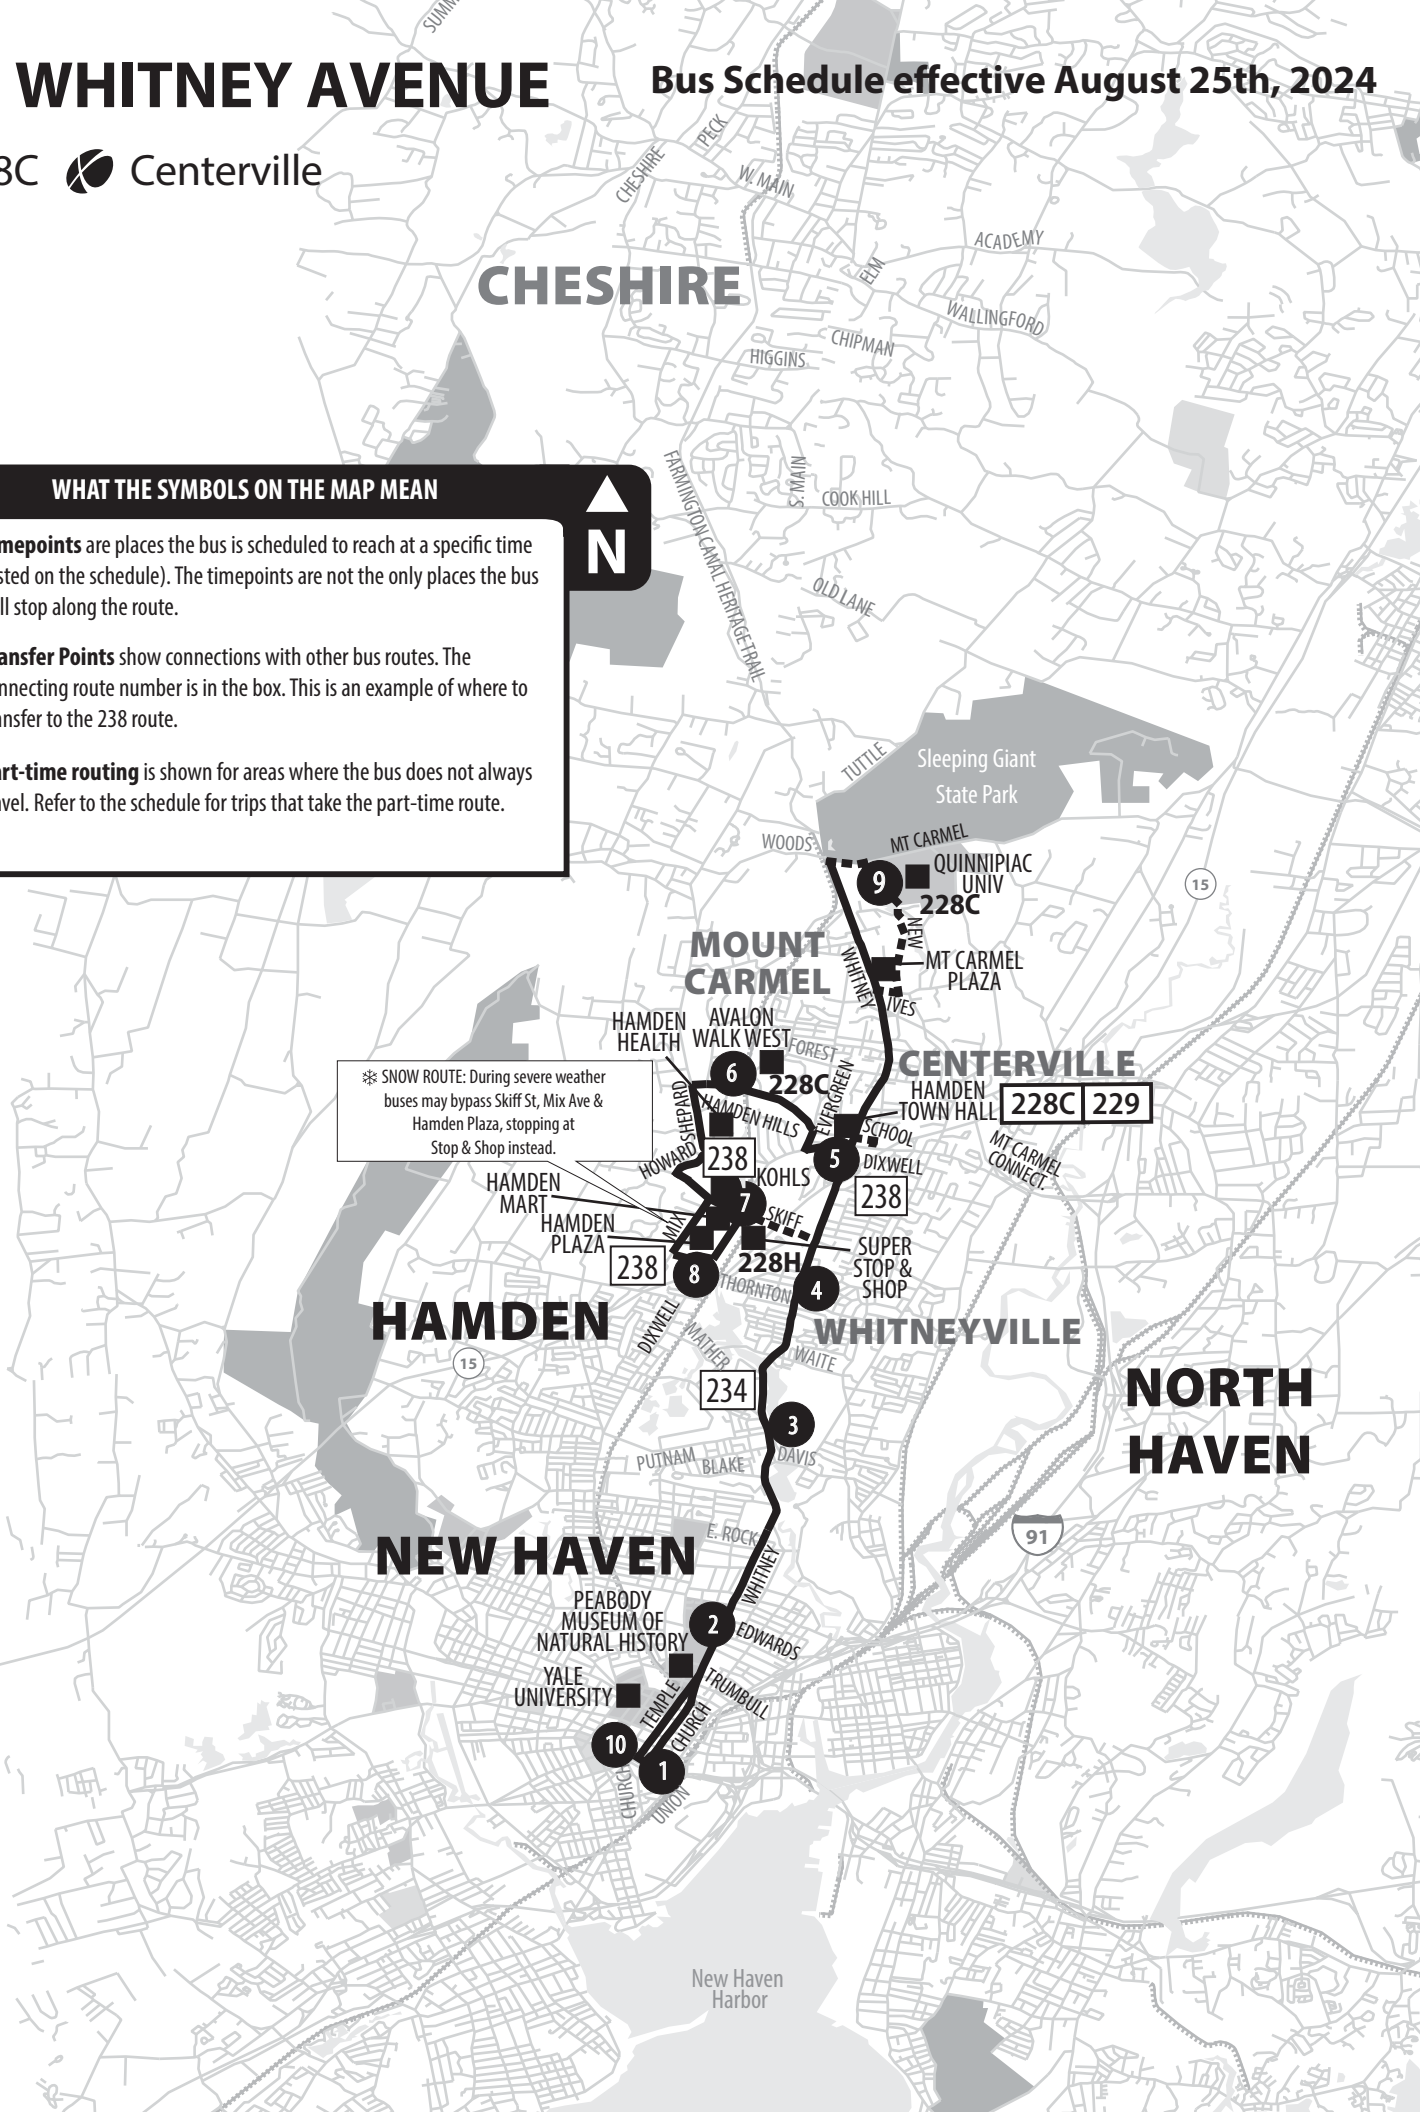 WHITNEY AVENUE
Bus Schedule effective August 25th, 2024
8C Centerville
PECK
CHESHIRE
W. MAIN
ACADEMY
ELM
CHESHIRE
WALLINGFORD
CHIPMAN
HIGGINS
FARMINGTON CANAL HERITAGE TRAIL
S. MAIN
COOK HILL
OLD LANE
WHAT THE SYMBOLS ON THE MAP MEAN
N
mepoints are places the bus is scheduled to reach at a specific time
sted on the schedule). The timepoints are not the only places the bus
ll stop along the route.
ansfer Points show connections with other bus routes. The
nnecting route number is in the box. This is an example of where to
ansfer to the 238 route.
art-time routing is shown for areas where the bus does not always
avel. Refer to the schedule for trips that take the part-time route.
TUTTLE
Sleeping Giant
State Park
WOODS
MT CARMEL
9
QUINNIPIAC
UNIV
228C
15
NEW
MOUNT
CARMEL
WHITNEY
MT CARMEL
PLAZA
IVES
HAMDEN
HEALTH
AVALON
WALK WEST
FOREST
6
228C
CENTERVILLE
EVERGREEN
HAMDEN
TOWN HALL
228C 229
SHEPARD
HAMDEN HILLS
SCHOOL
SNOW ROUTE: During severe weather
buses may bypass Skiff St, Mix Ave &
Hamden Plaza, stopping at
Stop & Shop instead.
MT CARMEL
CONNECT.
HOWARD
238
5
DIXWELL
238
KOHLS
HAMDEN
MART
7
SKIFF
HAMDEN
PLAZA
MIX
238
8
228H
SUPER
STOP &
SHOP
THORNTON
4
HAMDEN
DIXWELL
MATHER
WHITNEYVILLE
WAITE
15
234
NORTH
HAVEN
3
DAVIS
PUTNAM
BLAKE
E. ROCK
91
NEW HAVEN
WHITNEY
PEABODY
MUSEUM OF
NATURAL HISTORY
2
EDWARDS
YALE
UNIVERSITY
TEMPLE
TRUMBULL
CHURCH
10
1
CHURCH
UNION
New Haven
Harbor